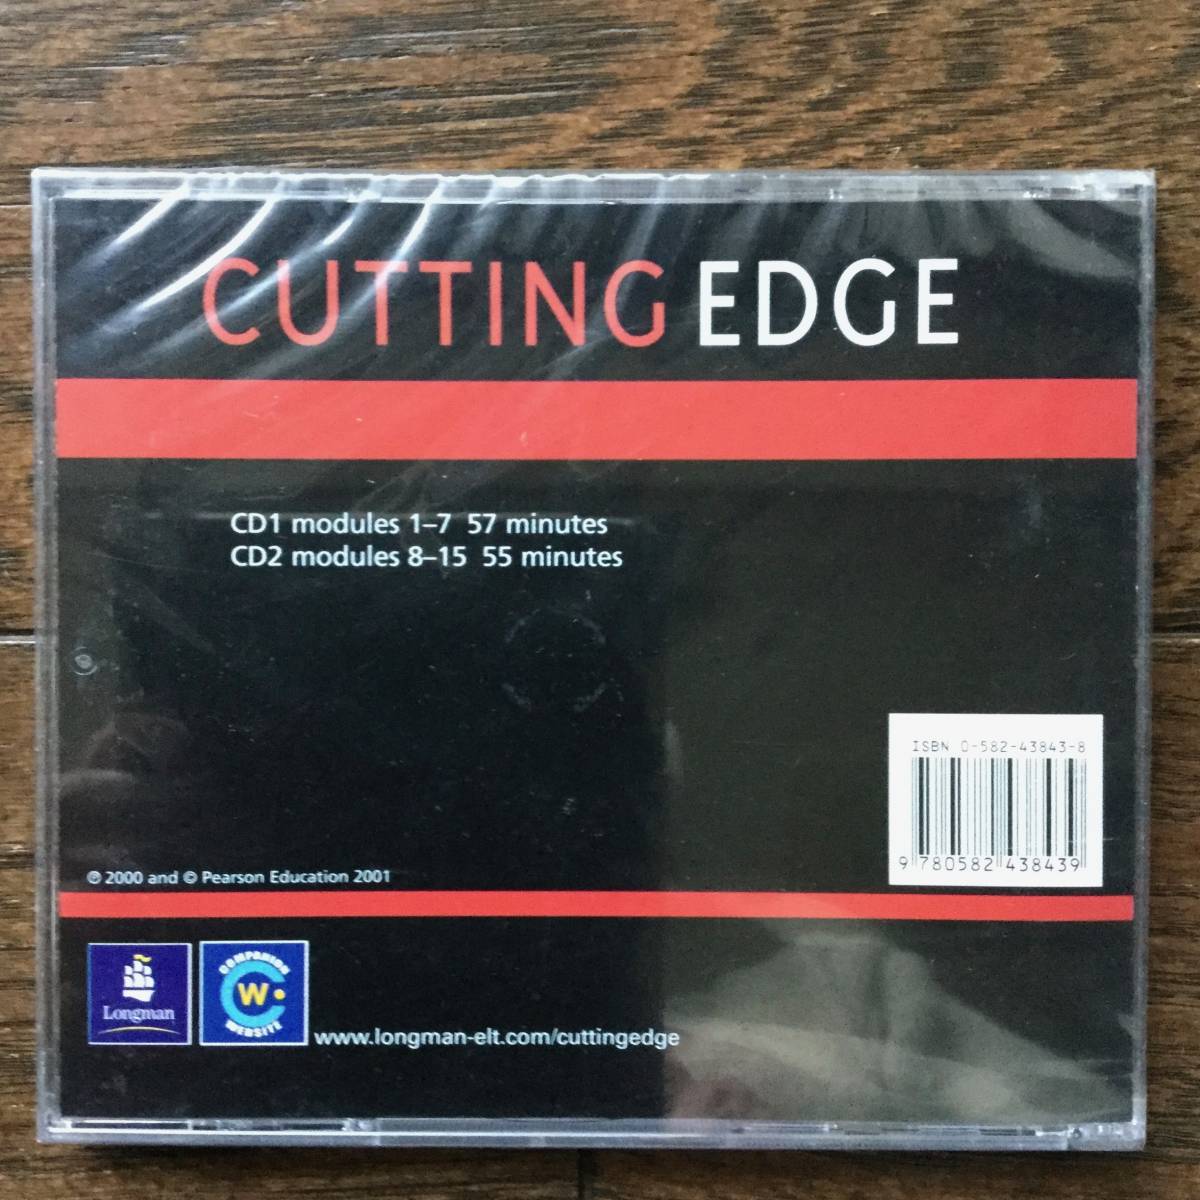 CUTTING EDGE
CD1 modules 1–7 57 minutes
CD2 modules 8–15 55 minutes
ISBN 0-582-43843-8
9 780582 438439
℗ 2000 and © Pearson Education 2001
Longman
COMPANION
W.
WEBSITE
www.longman-elt.com/cuttingedge